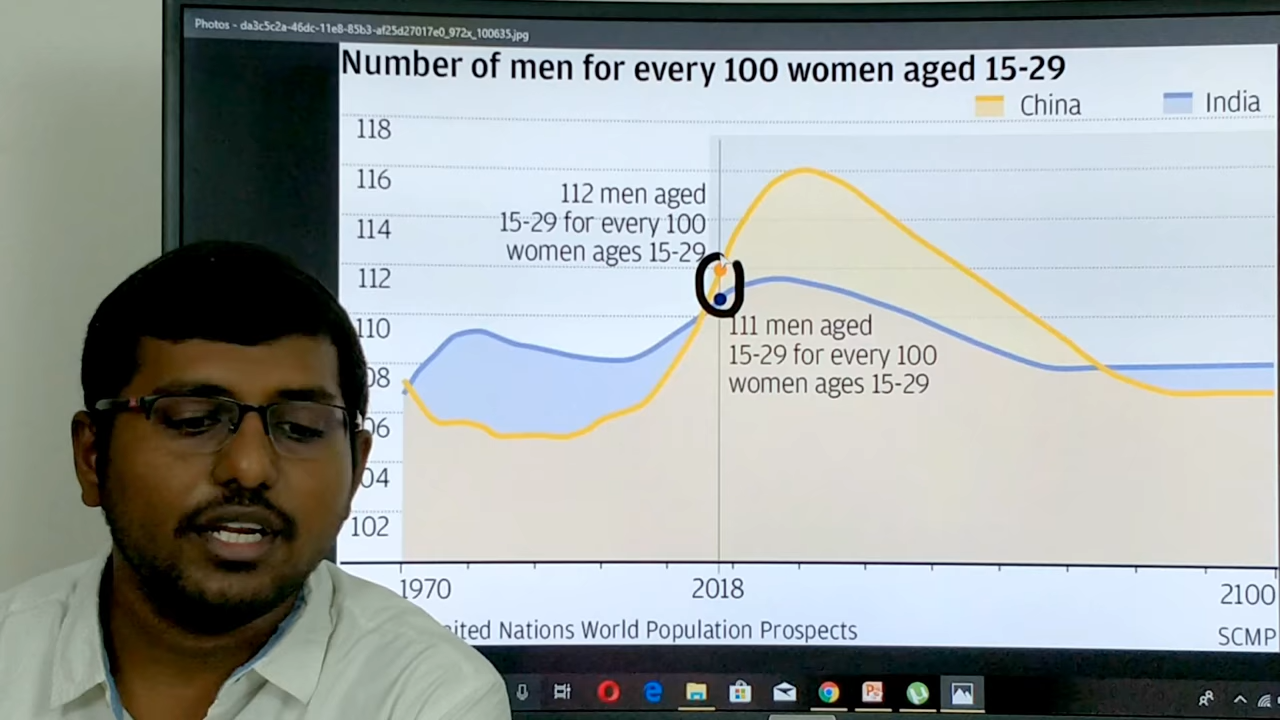 Photos - da3c5c2a-46dc-11e8-85b3-af25d27017e0_972x_100635.jpg
Number of men for every 100 women aged 15-29
China
India
118
116
114
112
110
08
06
04
102
112 men aged
15-29 for every 100
women ages 15-29
111 men aged
15-29 for every 100
women ages 15-29
1970
2018
2100
ited Nations World Population Prospects
SCMP